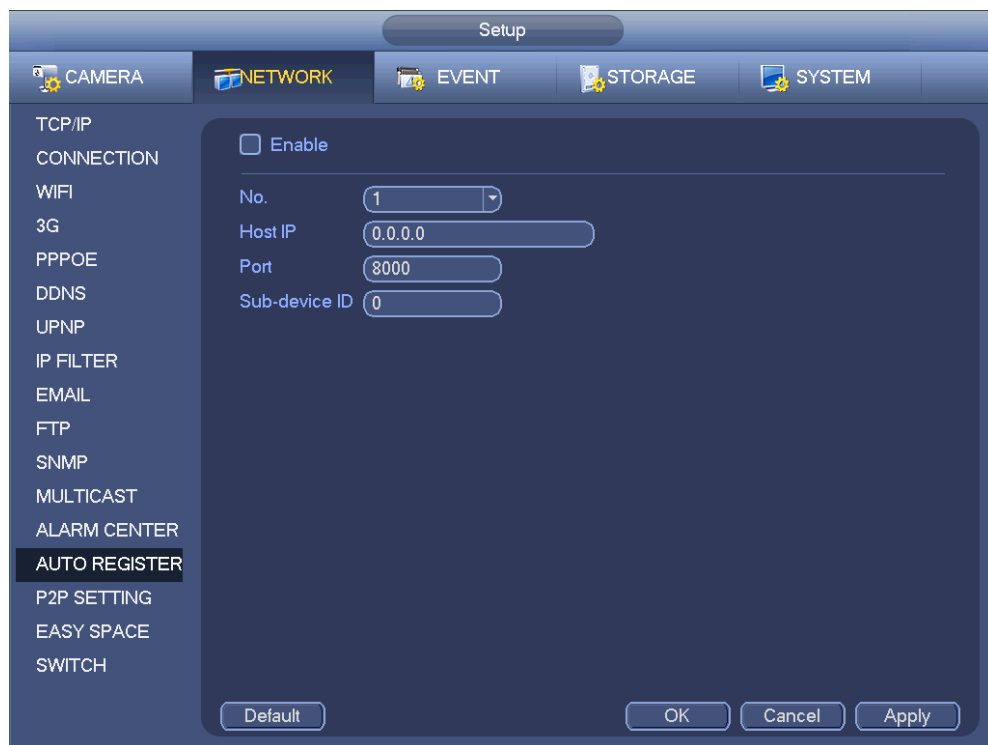 Setup
CAMERA NETWORK EVENT STORAGE SYSTEM
TCP/IP
CONNECTION
WIFI
3G
PPPOE
DDNS
UPNP
IP FILTER
EMAIL
FTP
SNMP
MULTICAST
ALARM CENTER
AUTO REGISTER
P2P SETTING
EASY SPACE
SWITCH
Enable
No. 1
Host IP 0.0.0.0
Port 8000
Sub-device ID 0
Default OK Cancel Apply